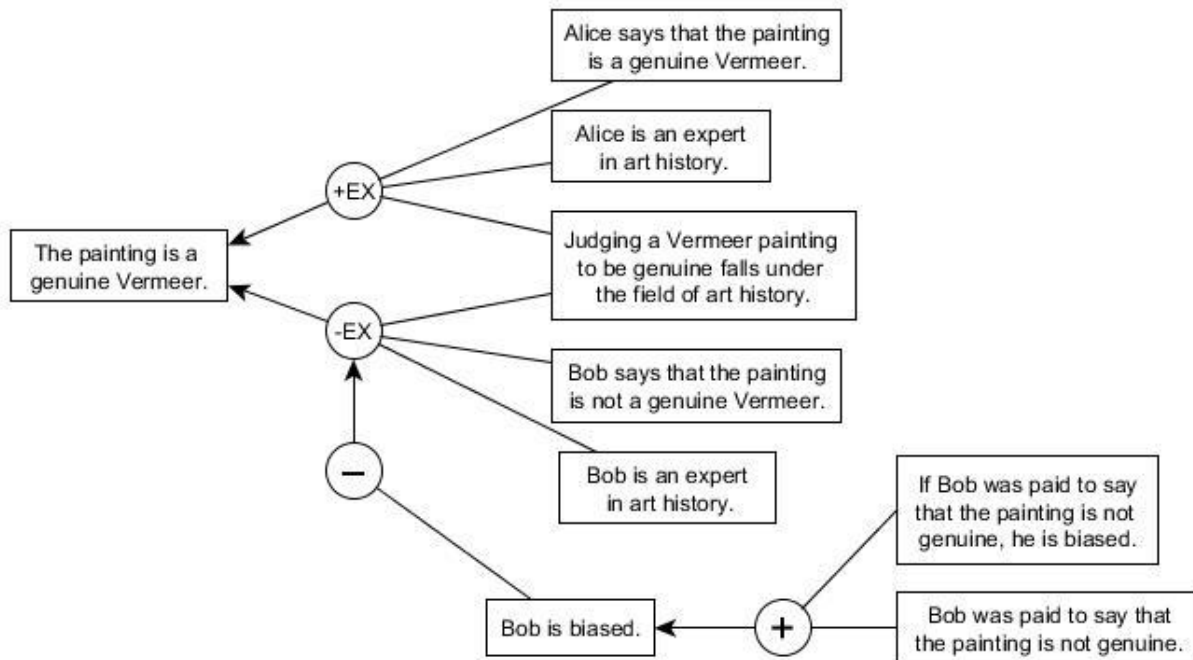 Alice says that the painting
is a genuine Vermeer.
Alice is an expert
in art history.
+EX
The painting is a
genuine Vermeer.
Judging a Vermeer painting
to be genuine falls under
the field of art history.
-EX
Bob says that the painting
is not a genuine Vermeer.
−
Bob is an expert
in art history.
If Bob was paid to say
that the painting is not
genuine, he is biased.
Bob is biased.
+
Bob was paid to say that
the painting is not genuine.